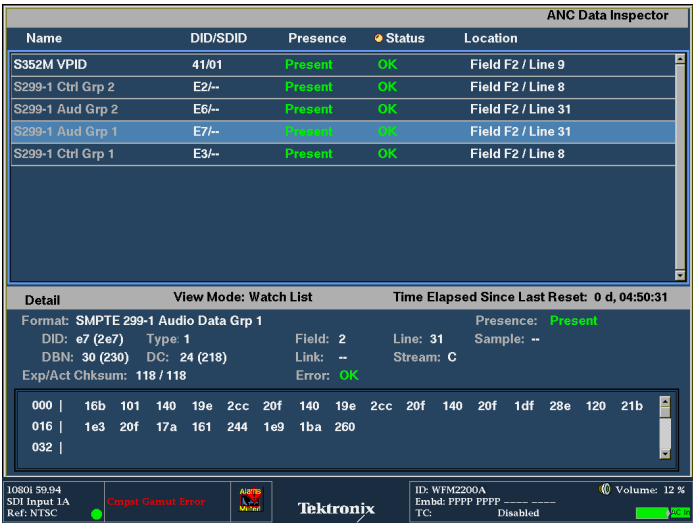 ANC Data Inspector
Name DID/SDID Presence Status Location
S352M VPID 41/01 Present OK Field F2 / Line 9
S299-1 Ctrl Grp 2 E2/-- Present OK Field F2 / Line 8
S299-1 Aud Grp 2 E6/-- Present OK Field F2 / Line 31
S299-1 Aud Grp 1 E7/-- Present OK Field F2 / Line 31
S299-1 Ctrl Grp 1 E3/-- Present OK Field F2 / Line 8
Detail View Mode: Watch List Time Elapsed Since Last Reset: 0 d, 04:50:31
Format: SMPTE 299-1 Audio Data Grp 1 Presence: Present
DID: e7 (2e7) Type: 1 Field: 2 Line: 31 Sample: --
DBN: 30 (230) DC: 24 (218) Link: -- Stream: C
Exp/Act Chksum: 118 / 118 Error: OK
000 | 16b 101 140 19e 2cc 20f 140 19e 2cc 20f 140 20f 1df 28e 120 21b
016 | 1e3 20f 17a 161 244 1e9 1ba 260
032 |
1080i 59.94
SDI Input 1A
Ref: NTSC
Cmpst Gamut Error
Alarms
Muted
Tektronix
ID: WFM2200A
Embd: PPPP PPPP ---- ----
TC: Disabled
Volume: 12 %
AC In